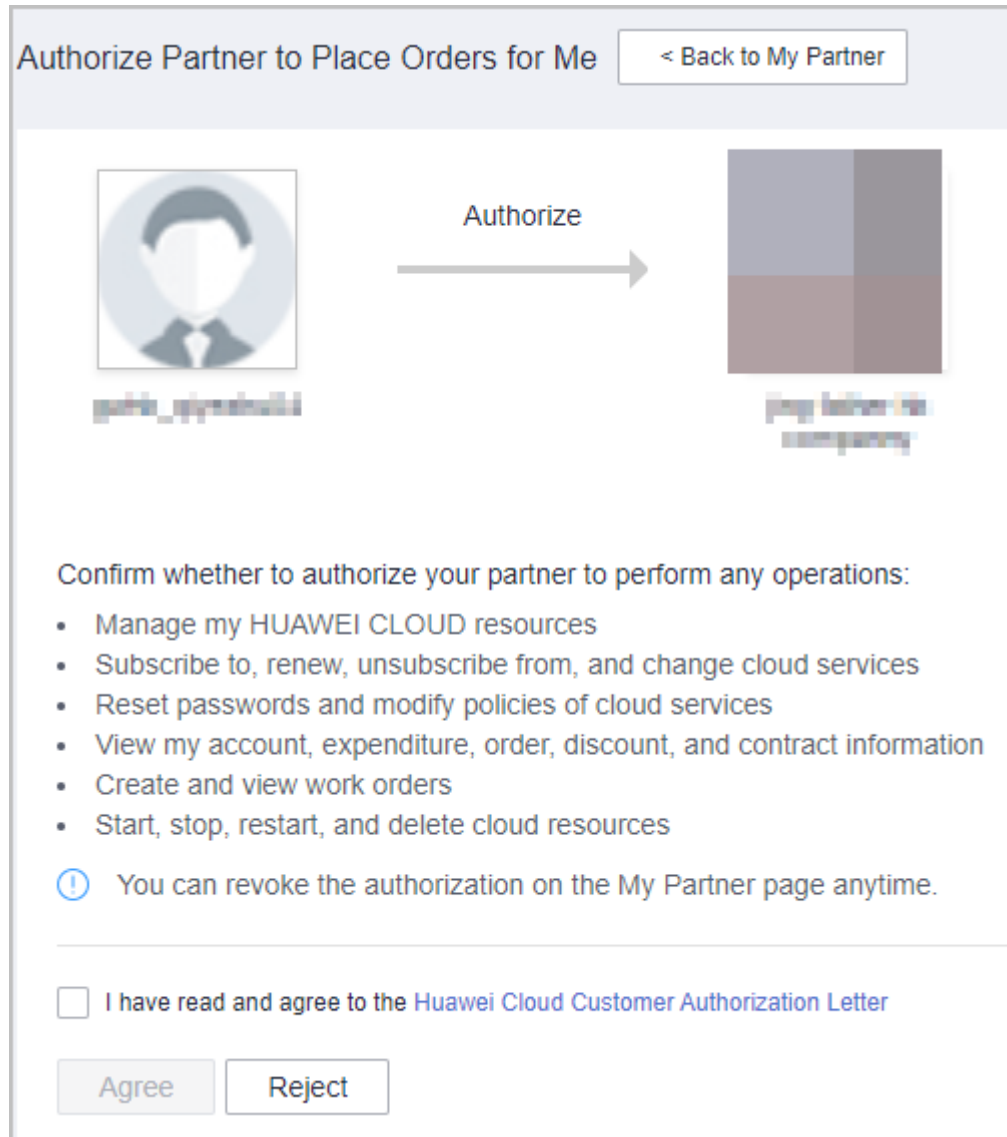 Authorize Partner to Place Orders for Me
< Back to My Partner
Authorize
Confirm whether to authorize your partner to perform any operations:
• Manage my HUAWEI CLOUD resources
• Subscribe to, renew, unsubscribe from, and change cloud services
• Reset passwords and modify policies of cloud services
• View my account, expenditure, order, discount, and contract information
• Create and view work orders
• Start, stop, restart, and delete cloud resources
You can revoke the authorization on the My Partner page anytime.
I have read and agree to the Huawei Cloud Customer Authorization Letter
Agree
Reject